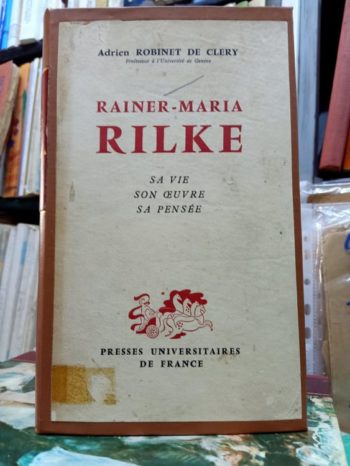 Adrien ROBINET DE CLERY
Professeur à l'Université de Genève
RAINER-MARIA
RILKE
SA VIE
SON ŒUVRE
SA PENSÉE
PRESSES UNIVERSITAIRES
DE FRANCE